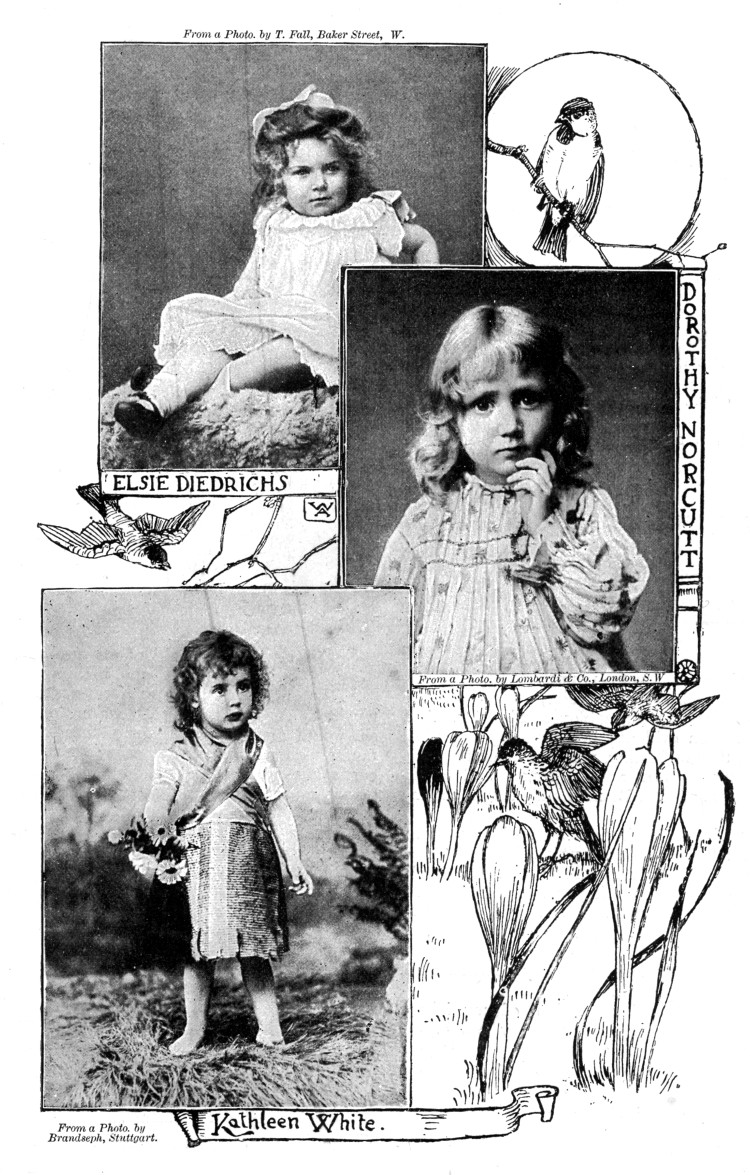 From a Photo. by T. Fall, Baker Street, W.
DOROTHY NORCUTT
ELSIE DIEDRICHS
From a Photo. by Lombardi & Co., London, S.W
From a Photo. by
Brandseph, Stuttgart.
Kathleen White.